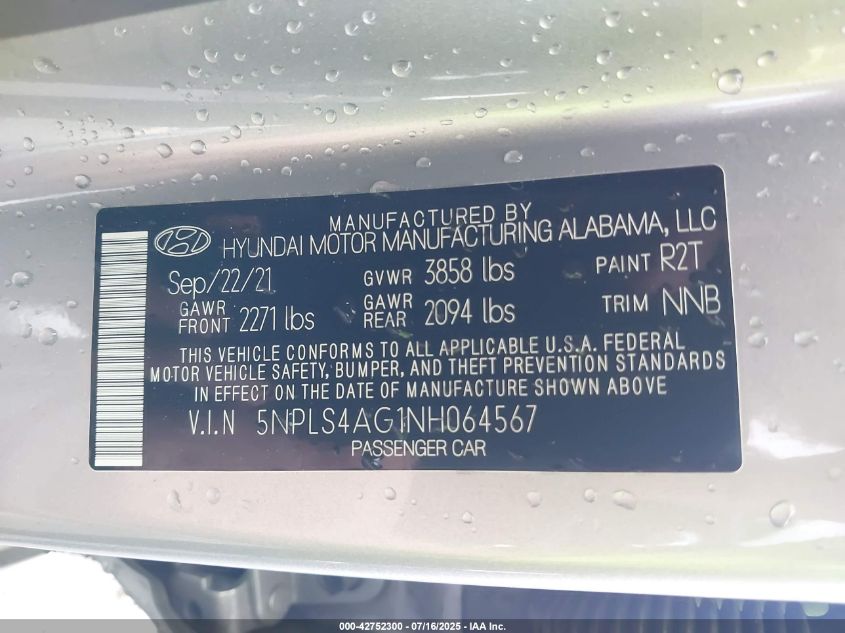 MANUFACTURED BY
HYUNDAI MOTOR MANUFACTURING ALABAMA, LLC
Sep/22/21 GVWR 3858 lbs PAINT R2T
GAWR FRONT 2271 lbs GAWR REAR 2094 lbs TRIM NNB
THIS VEHICLE CONFORMS TO ALL APPLICABLE U.S.A. FEDERAL
MOTOR VEHICLE SAFETY, BUMPER, AND THEFT PREVENTION STANDARDS
IN EFFECT ON THE DATE OF MANUFACTURE SHOWN ABOVE
V.I.N 5NPLS4AG1NH064567
PASSENGER CAR
000-42752300 - 07/16/2025 - IAA Inc.